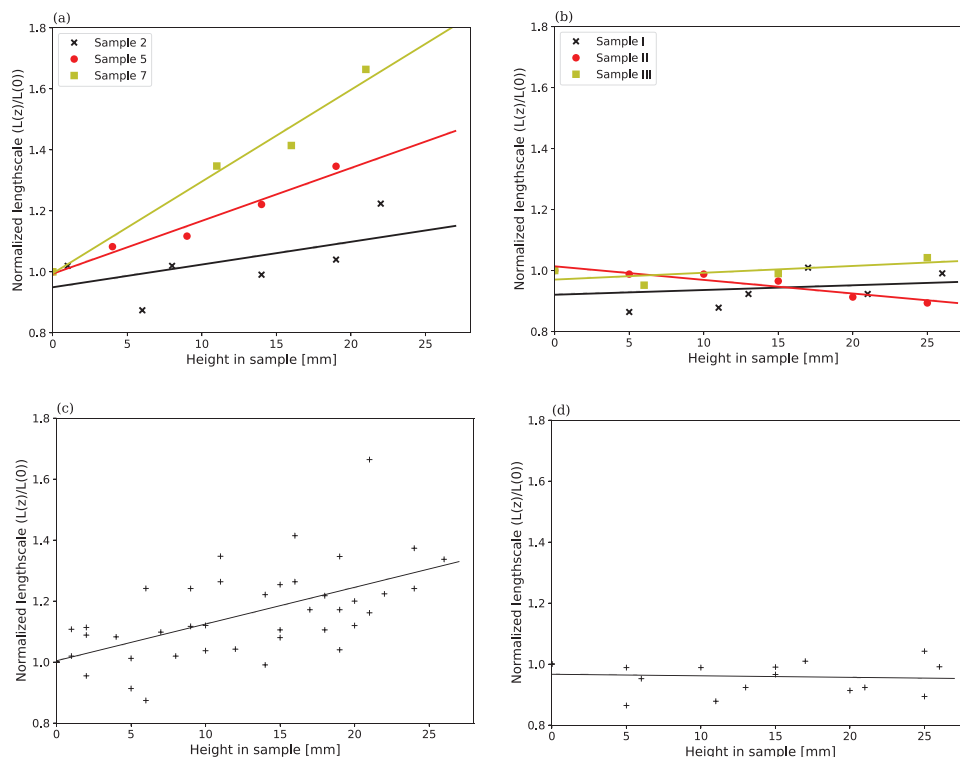 (a)
1.8
1.6
1.4
1.2
1.0
0.8
Normalized lengthscale (L(z)/L(0))
Sample 2
Sample 5
Sample 7
0
5
10
15
20
25
Height in sample [mm]
(b)
1.8
1.6
1.4
1.2
1.0
0.8
Normalized lengthscale (L(z)/L(0))
Sample I
Sample II
Sample III
0
5
10
15
20
25
Height in sample [mm]
(c)
1.8
1.6
1.4
1.2
1.0
0.8
Normalized lengthscale (L(z)/L(0))
0
5
10
15
20
25
Height in sample [mm]
(d)
1.8
1.6
1.4
1.2
1.0
0.8
Normalized lengthscale (L(z)/L(0))
0
5
10
15
20
25
Height in sample [mm]